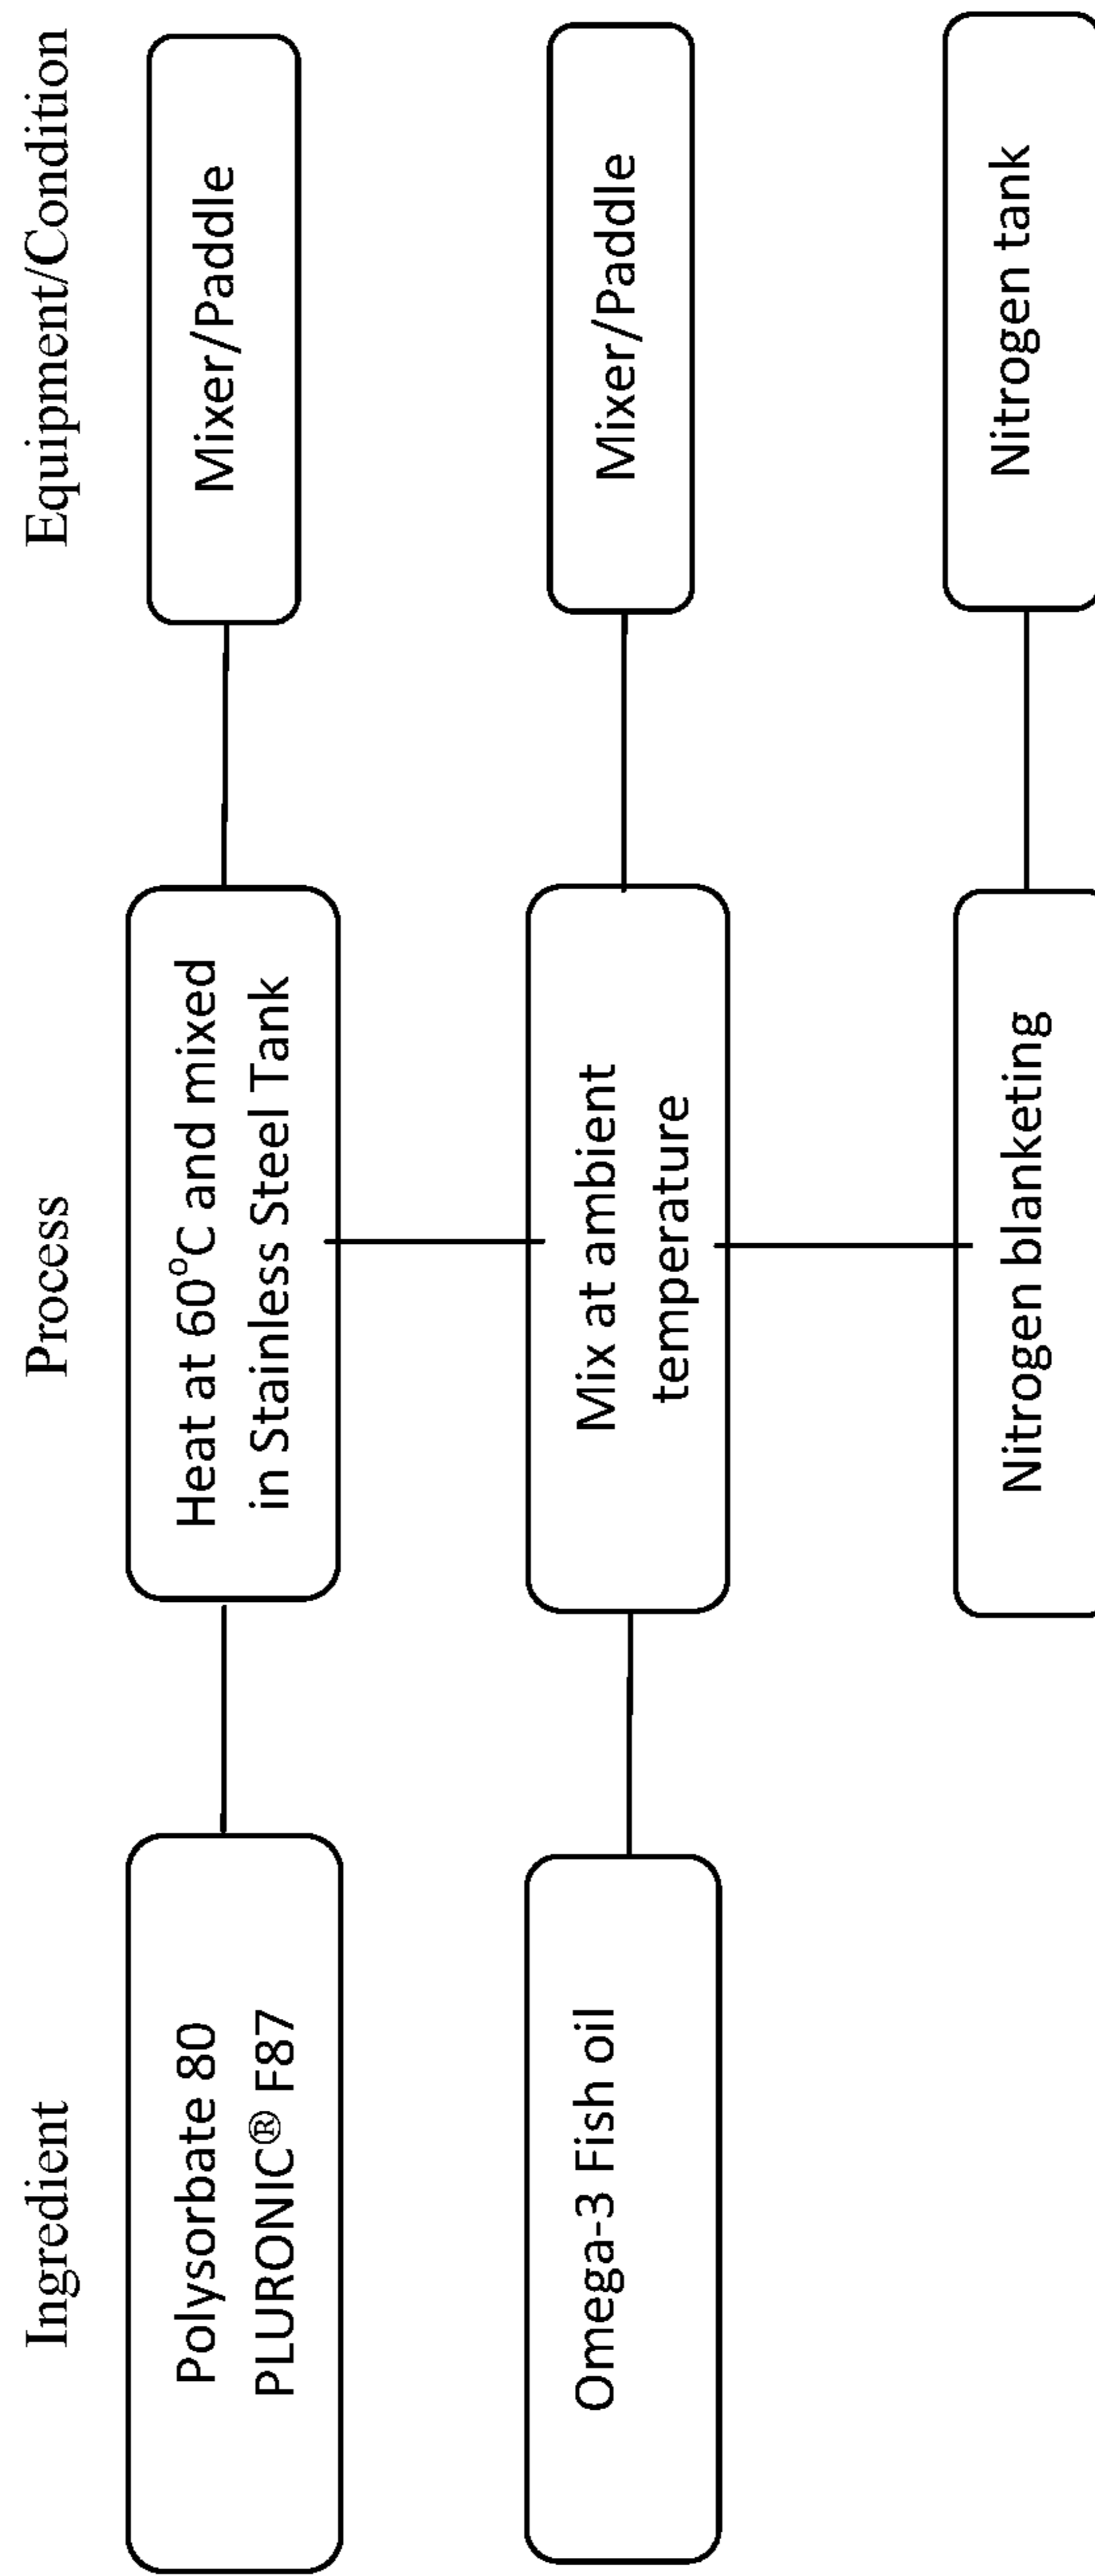 Ingredient
Process
Equipment/Condition
Polysorbate 80
PLURONIC® F87
Heat at 60°C and mixed
in Stainless Steel Tank
Mixer/Paddle
Omega-3 Fish oil
Mix at ambient
temperature
Mixer/Paddle
Nitrogen blanketing
Nitrogen tank